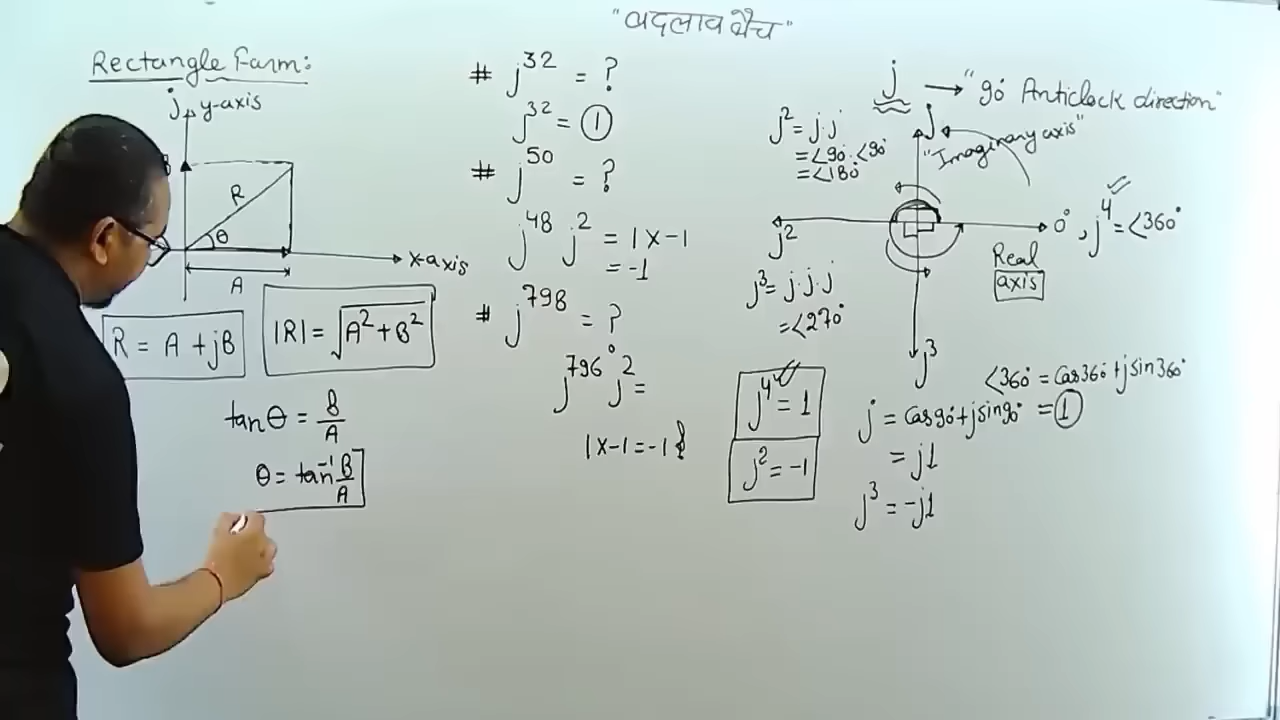 "बदलाव बैच"
Rectangle Farm:
j
y-axis
B
R
θ
x-axis
A
R = A + jB
|R| = √A² + B²
tanθ = B/A
θ = tan⁻¹ B/A
# j³² = ?
j³² = 1
# j⁵⁰ = ?
j⁴⁸ j² = 1 x -1
= -1
# j⁷⁹⁸ = ?
j⁷⁹⁶ j² =
1 x -1 = -1
j → "90° Anticlock direction"
j² = j.j
= <90°.<90°
= <180°
j
"Imaginary axis"
j²
0°, j⁴ = <360°
Real
axis
j³ = j.j.j
= <270°
j³
<360° = Cos360° + jsin360°
= 1
j⁴ = 1
j² = -1
j = Cos90° + jsin90°
= j1
j³ = -j1